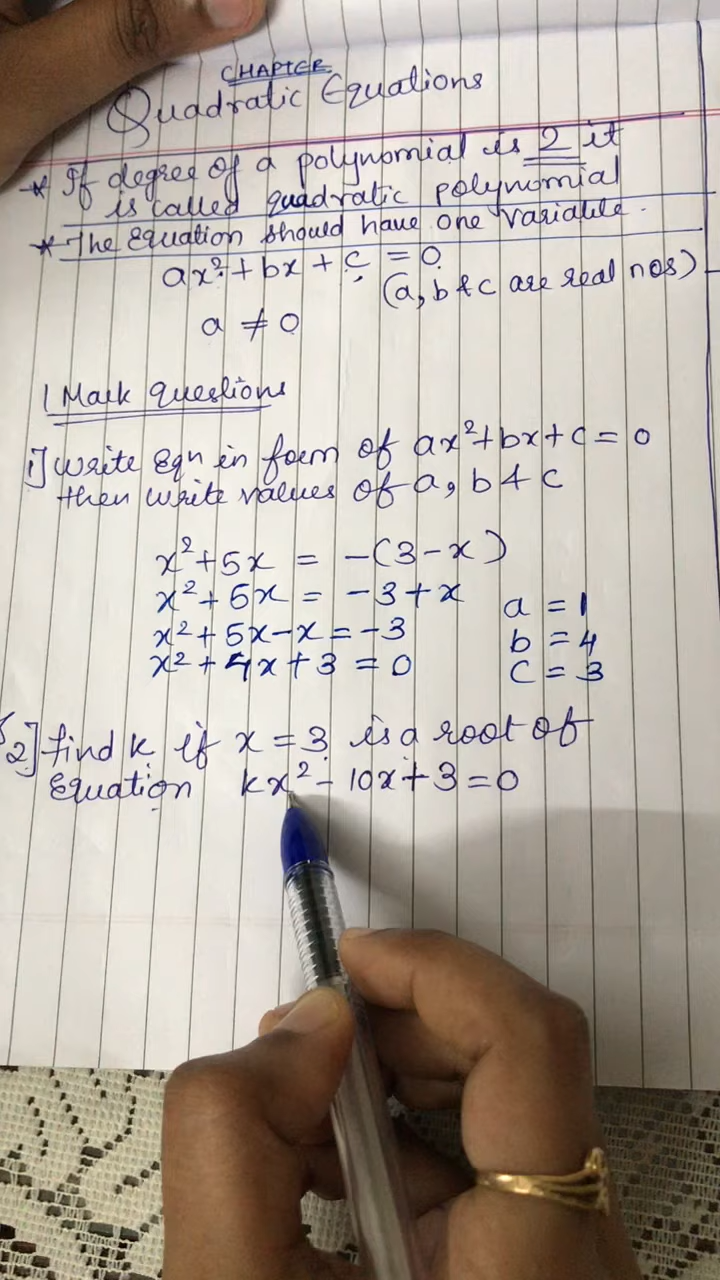 CHAPTER
Quadratic Equations
* If degree of a polynomial is 2 it
is called quadratic polynomial
* The Equation should have one variable.
ax² + bx + c = 0
(a, b & c are real nos)
a ≠ 0
1 Mark questions
1] Write Eqn in form of ax²+bx+c = 0
then write values of a, b & c
x² + 5x = -(3-x)
x² + 5x = -3+x
x² + 5x - x = -3
x² + 4x + 3 = 0
a = 1
b = 4
c = 3
2] find k if x = 3 is a root of
Equation kx² - 10x + 3 = 0